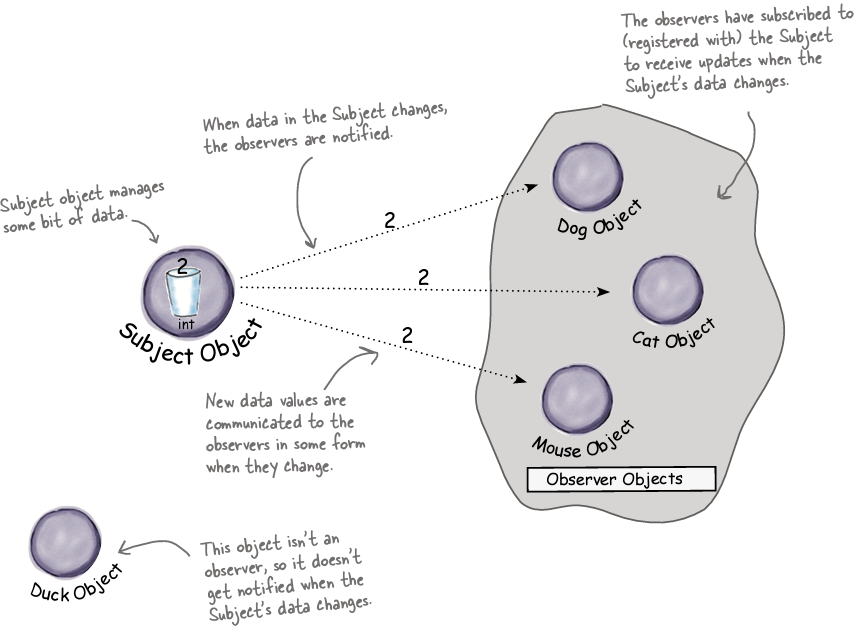 The observers have subscribed to
(registered with) the Subject
to receive updates when the
Subject's data changes.
When data in the Subject changes,
the observers are notified.
Subject object manages
some bit of data.
2
int
Subject Object
2
2
2
Dog Object
Cat Object
Mouse Object
Observer Objects
New data values are
communicated to the
observers in some form
when they change.
Duck Object
This object isn't an
observer, so it doesn't
get notified when the
Subject's data changes.